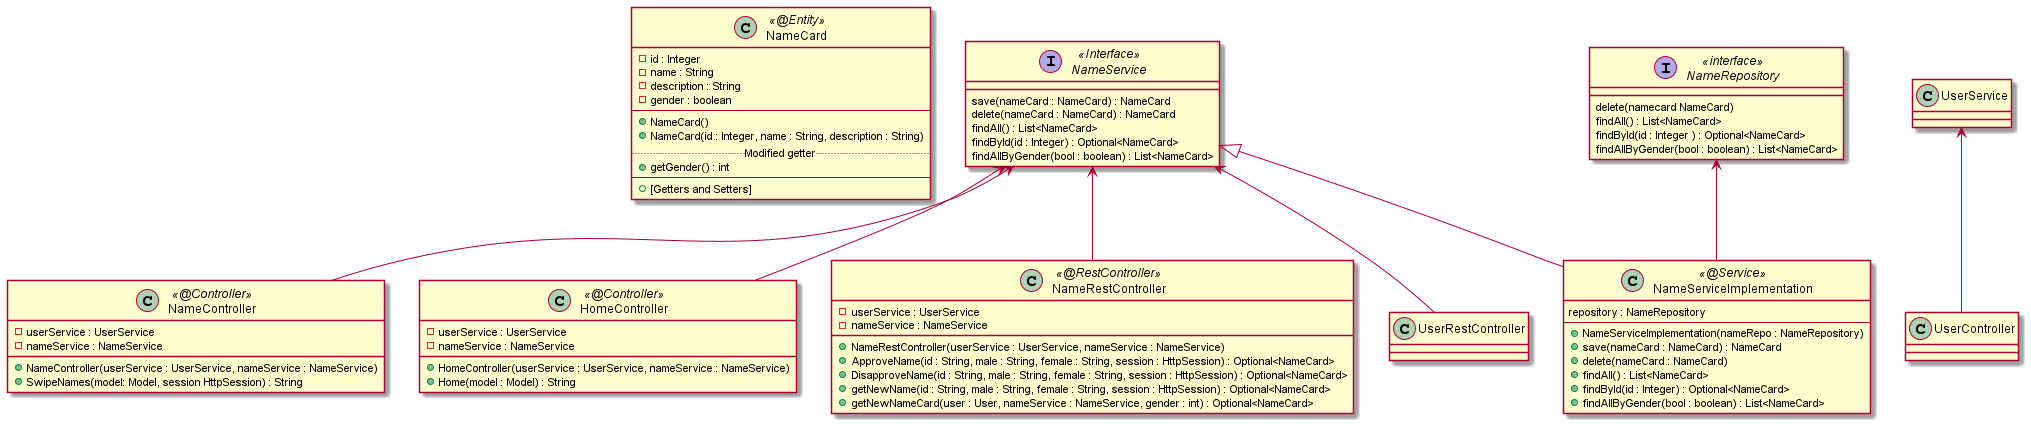 C
«@Entity»
NameCard
id : Integer
name : String
description : String
gender : boolean
NameCard()
NameCard(id : Integer, name : String, description : String)
Modified getter
getGender() : int
[Getters and Setters]
I
«Interface»
NameService
save(nameCard : NameCard) : NameCard
delete(nameCard : NameCard) : NameCard
findAll() : List<NameCard>
findById(id : Integer) : Optional<NameCard>
findAllByGender(bool : boolean) : List<NameCard>
I
«interface»
NameRepository
delete(namecard NameCard)
findAll() : List<NameCard>
findById(id : Integer ) : Optional<NameCard>
findAllByGender(bool : boolean) : List<NameCard>
C UserService
C
«@Controller»
NameController
userService : UserService
nameService : NameService
NameController(userService : UserService, nameService : NameService)
SwipeNames(model: Model, session HttpSession) : String
C
«@Controller»
HomeController
userService : UserService
nameService : NameService
HomeController(userService : UserService, nameService : NameService)
Home(model : Model) : String
C
«@RestController»
NameRestController
userService : UserService
nameService : NameService
NameRestController(userService : UserService, nameService : NameService)
ApproveName(id : String, male : String, female : String, session : HttpSession) : Optional<NameCard>
DisapproveName(id : String, male : String, female : String, session : HttpSession) : Optional<NameCard>
getNewName(id : String, male : String, female : String, session : HttpSession) : Optional<NameCard>
getNewNameCard(user : User, nameService : NameService, gender : int) : Optional<NameCard>
C UserRestController
C
«@Service»
NameServiceImplementation
repository : NameRepository
NameServiceImplementation(nameRepo : NameRepository)
save(nameCard : NameCard) : NameCard
delete(nameCard : NameCard)
findAll() : List<NameCard>
findById(id : Integer) : Optional<NameCard>
findAllByGender(bool : boolean) : List<NameCard>
C UserController